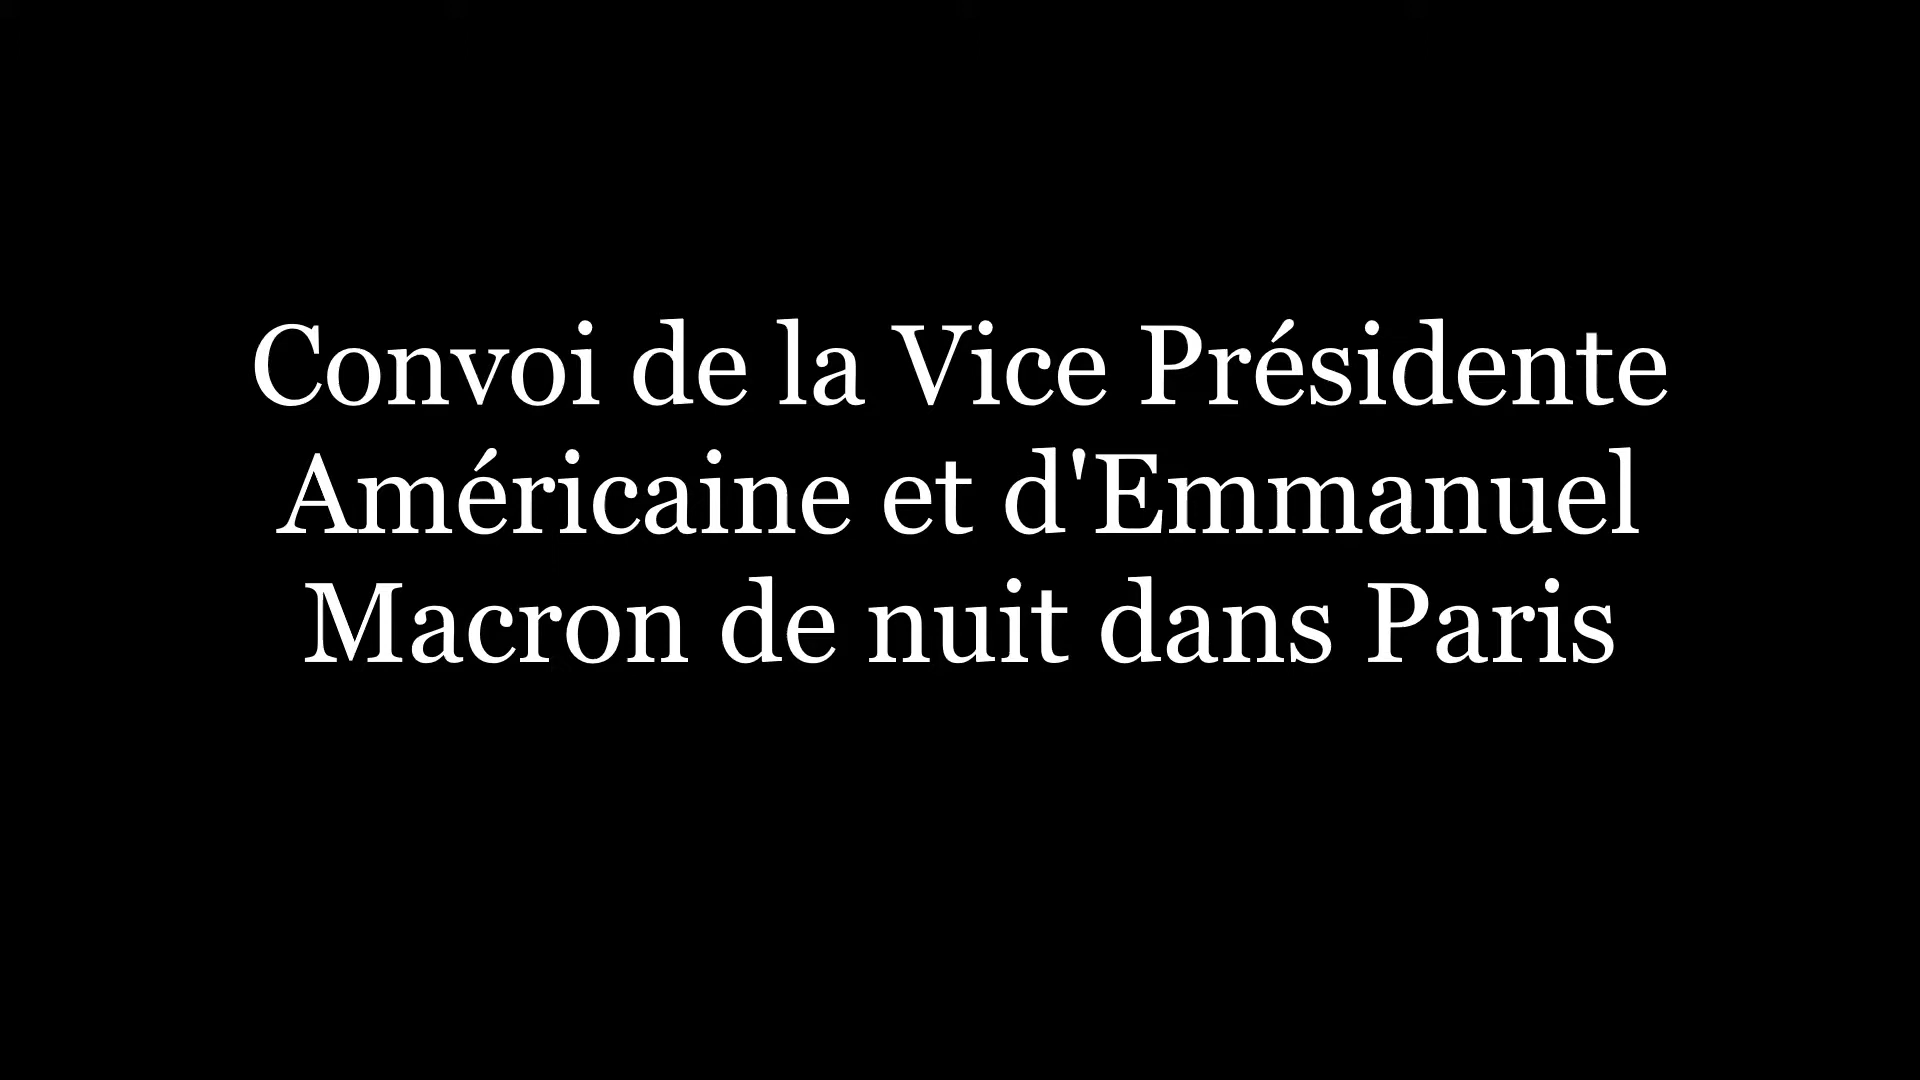 Convoi de la Vice Présidente
Américaine et d'Emmanuel
Macron de nuit dans Paris